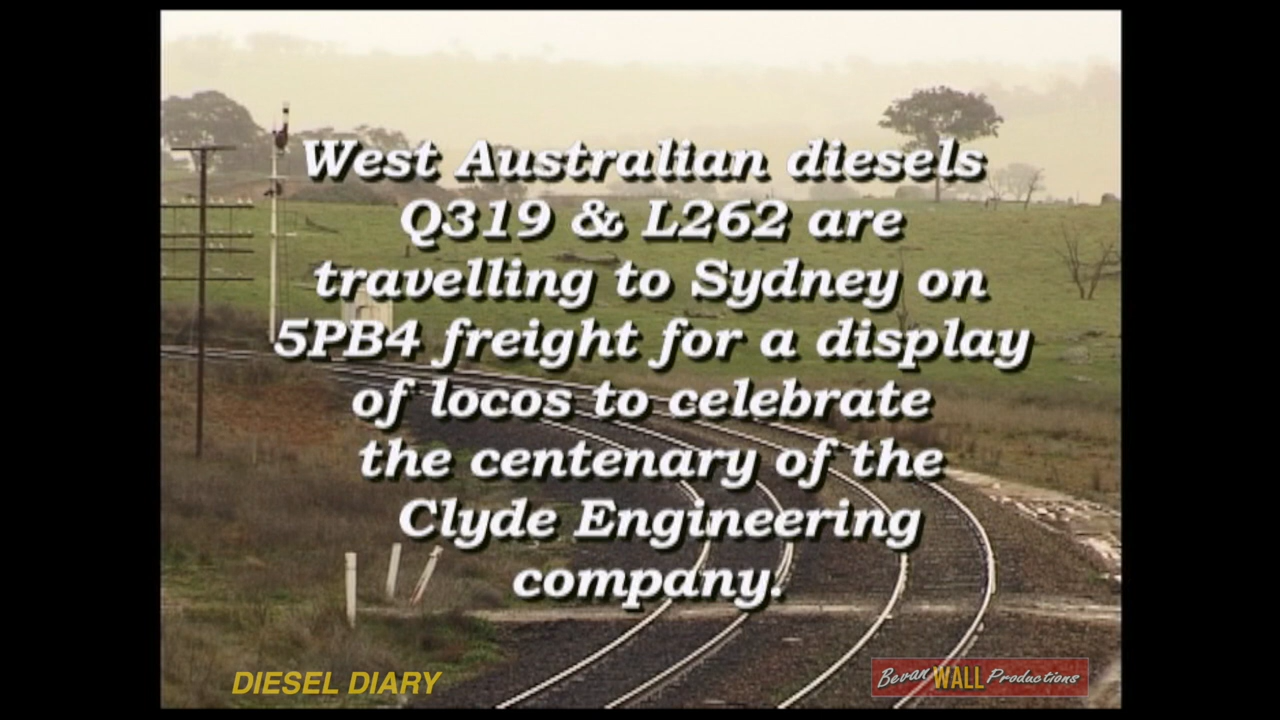 West Australian diesels
Q319 & L262 are
travelling to Sydney on
5PB4 freight for a display
of locos to celebrate
the centenary of the
Clyde Engineering
company.
DIESEL DIARY
Bevan WALL Productions